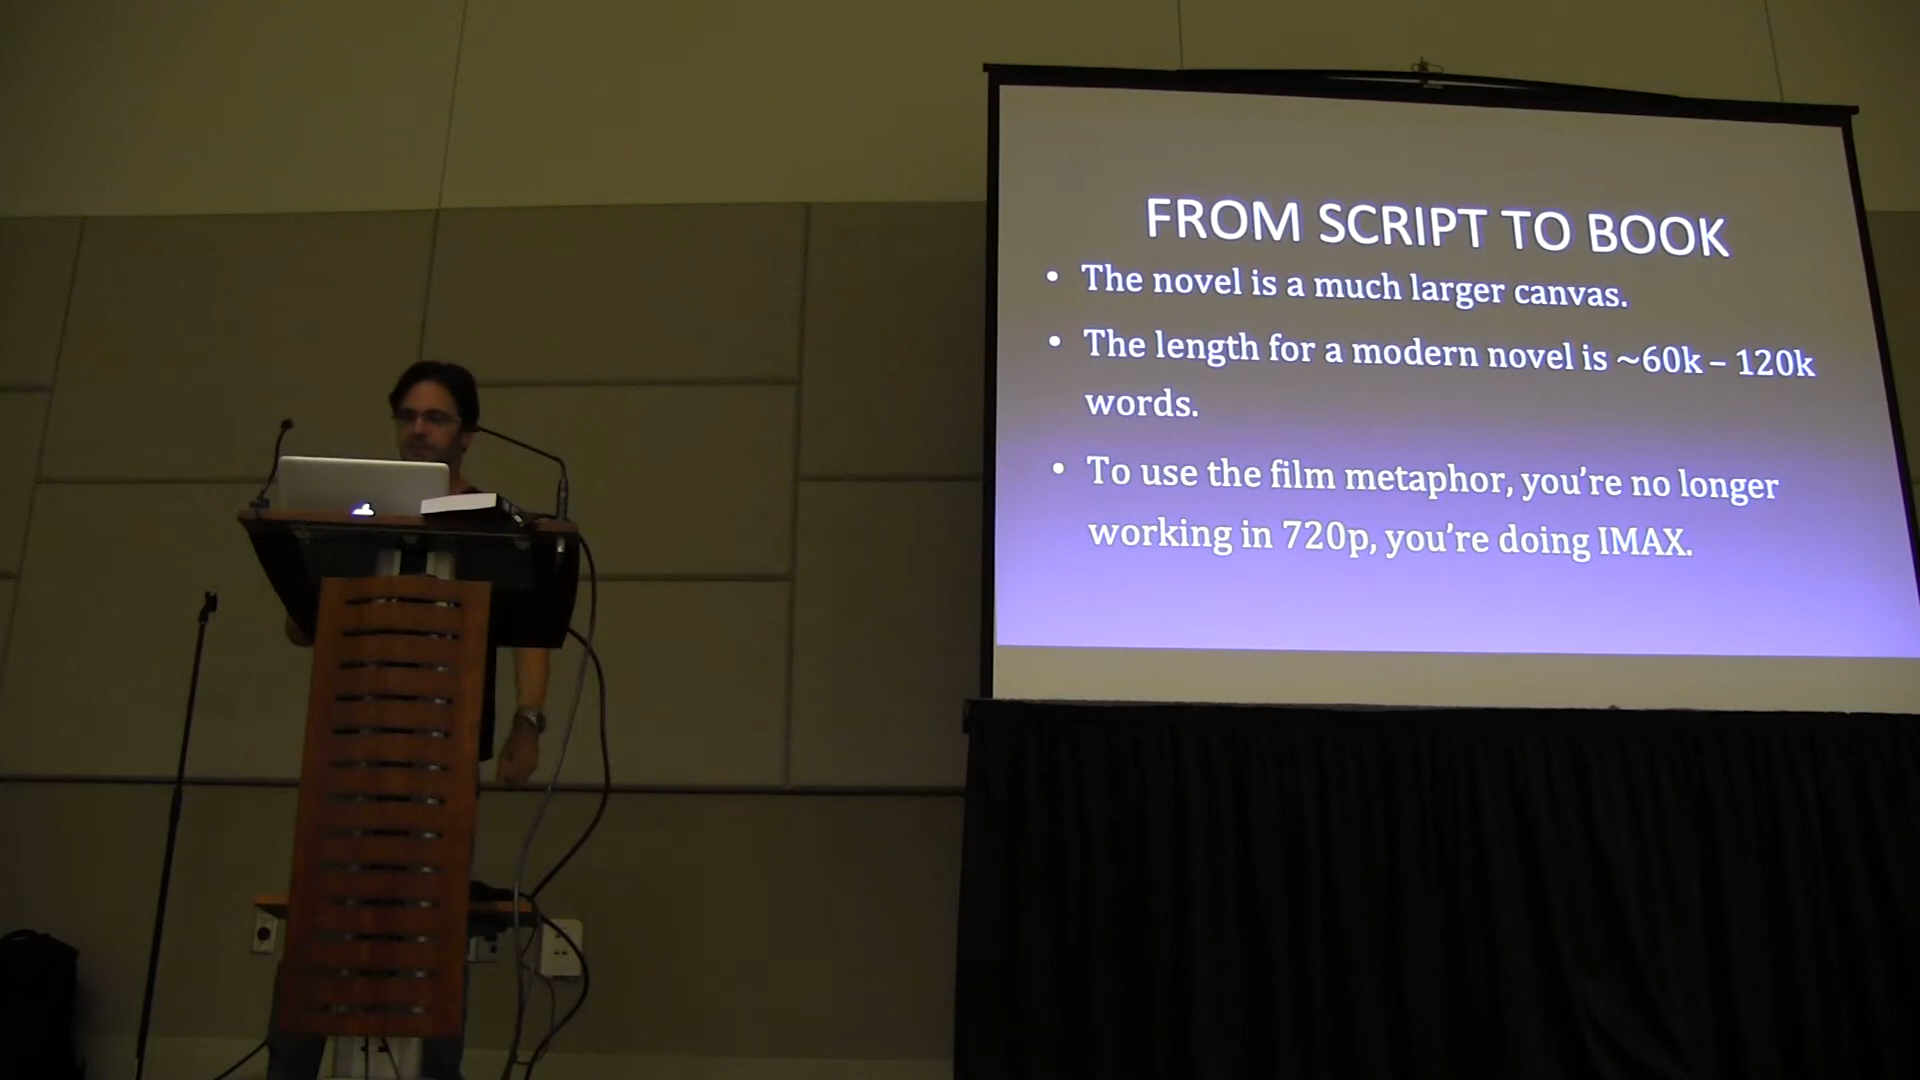 FROM SCRIPT TO BOOK
• The novel is a much larger canvas.
• The length for a modern novel is ~60k – 120k
words.
• To use the film metaphor, you’re no longer
working in 720p, you’re doing IMAX.